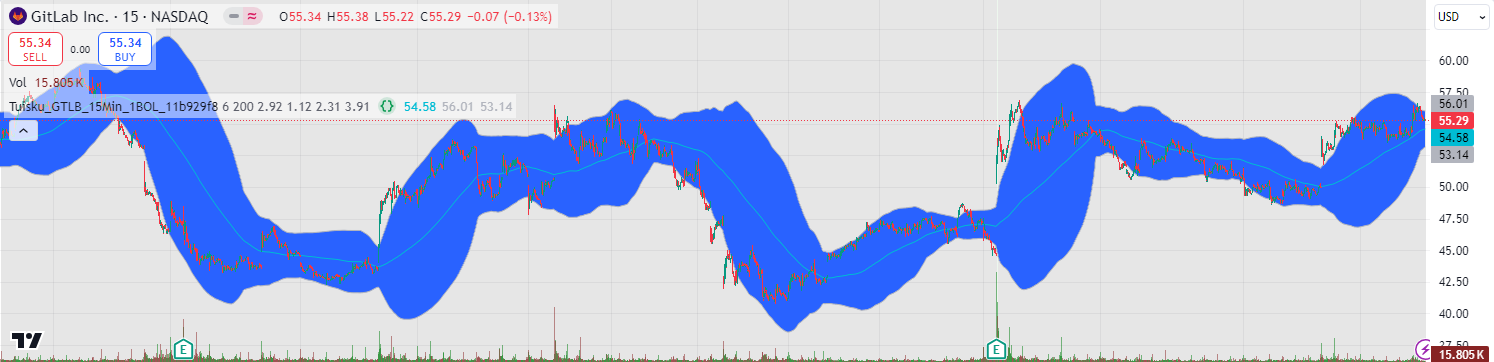 GitLab Inc. · 15 · NASDAQ O55.34 H55.38 L55.22 C55.29 −0.07 (−0.13%)
USD
55.34 SELL 0.00 55.34 BUY
Vol 15.805K
Tuisku_GTLB_15Min_1BOL_11b929f8 6 200 2.92 1.12 2.31 3.91 {} 54.58 56.01 53.14
60.00
57.50
56.01
55.29
54.58
53.14
50.00
47.50
45.00
42.50
40.00
37.50
15.805K
E
E